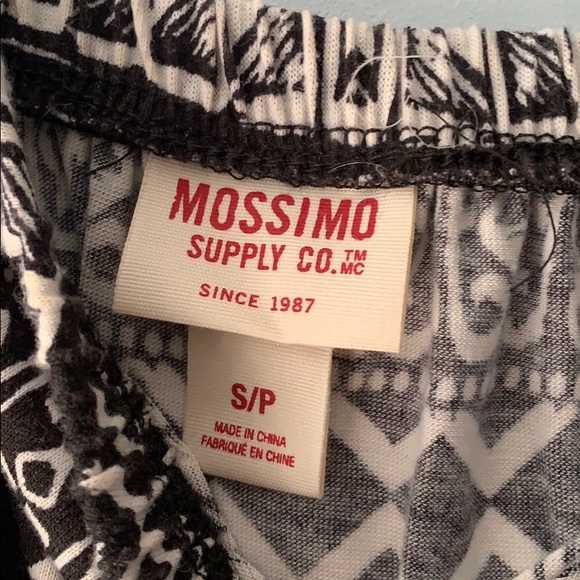 MOSSIMO
SUPPLY CO.™ MC
SINCE 1987
S/P
MADE IN CHINA
FABRIQUÉ EN CHINE